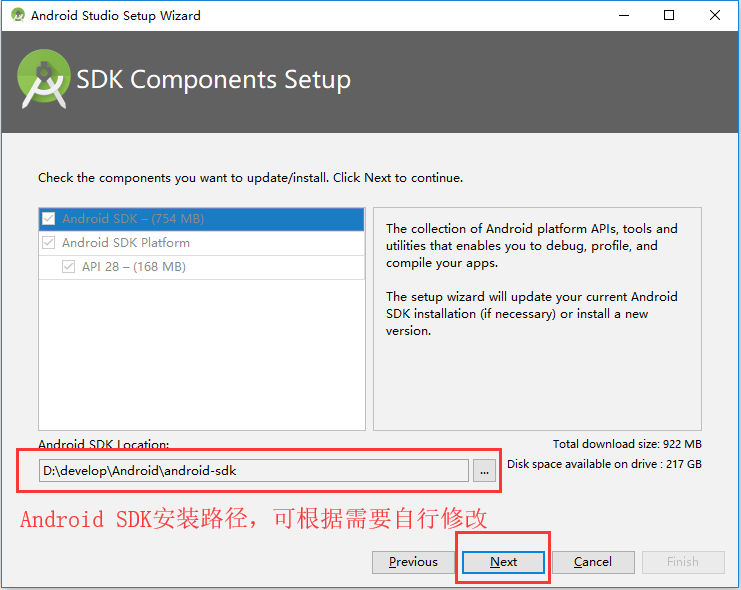 Android Studio Setup Wizard
SDK Components Setup
Check the components you want to update/install. Click Next to continue.
Android SDK – (754 MB)
Android SDK Platform
API 28 – (168 MB)
The collection of Android platform APIs, tools and
utilities that enables you to debug, profile, and
compile your apps.
The setup wizard will update your current Android
SDK installation (if necessary) or install a new
version.
Android SDK Location:
Total download size: 922 MB
D:\develop\Android\android-sdk
...
Disk space available on drive : 217 GB
Android SDK安装路径，可根据需要自行修改
Previous
Next
Cancel
Finish